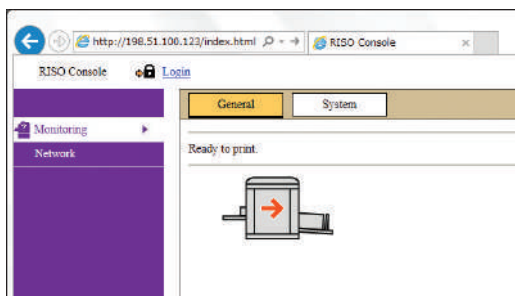 http://198.51.100.123/index.html RISO Console
RISO Console Login
General System
Monitoring
Network
Ready to print.